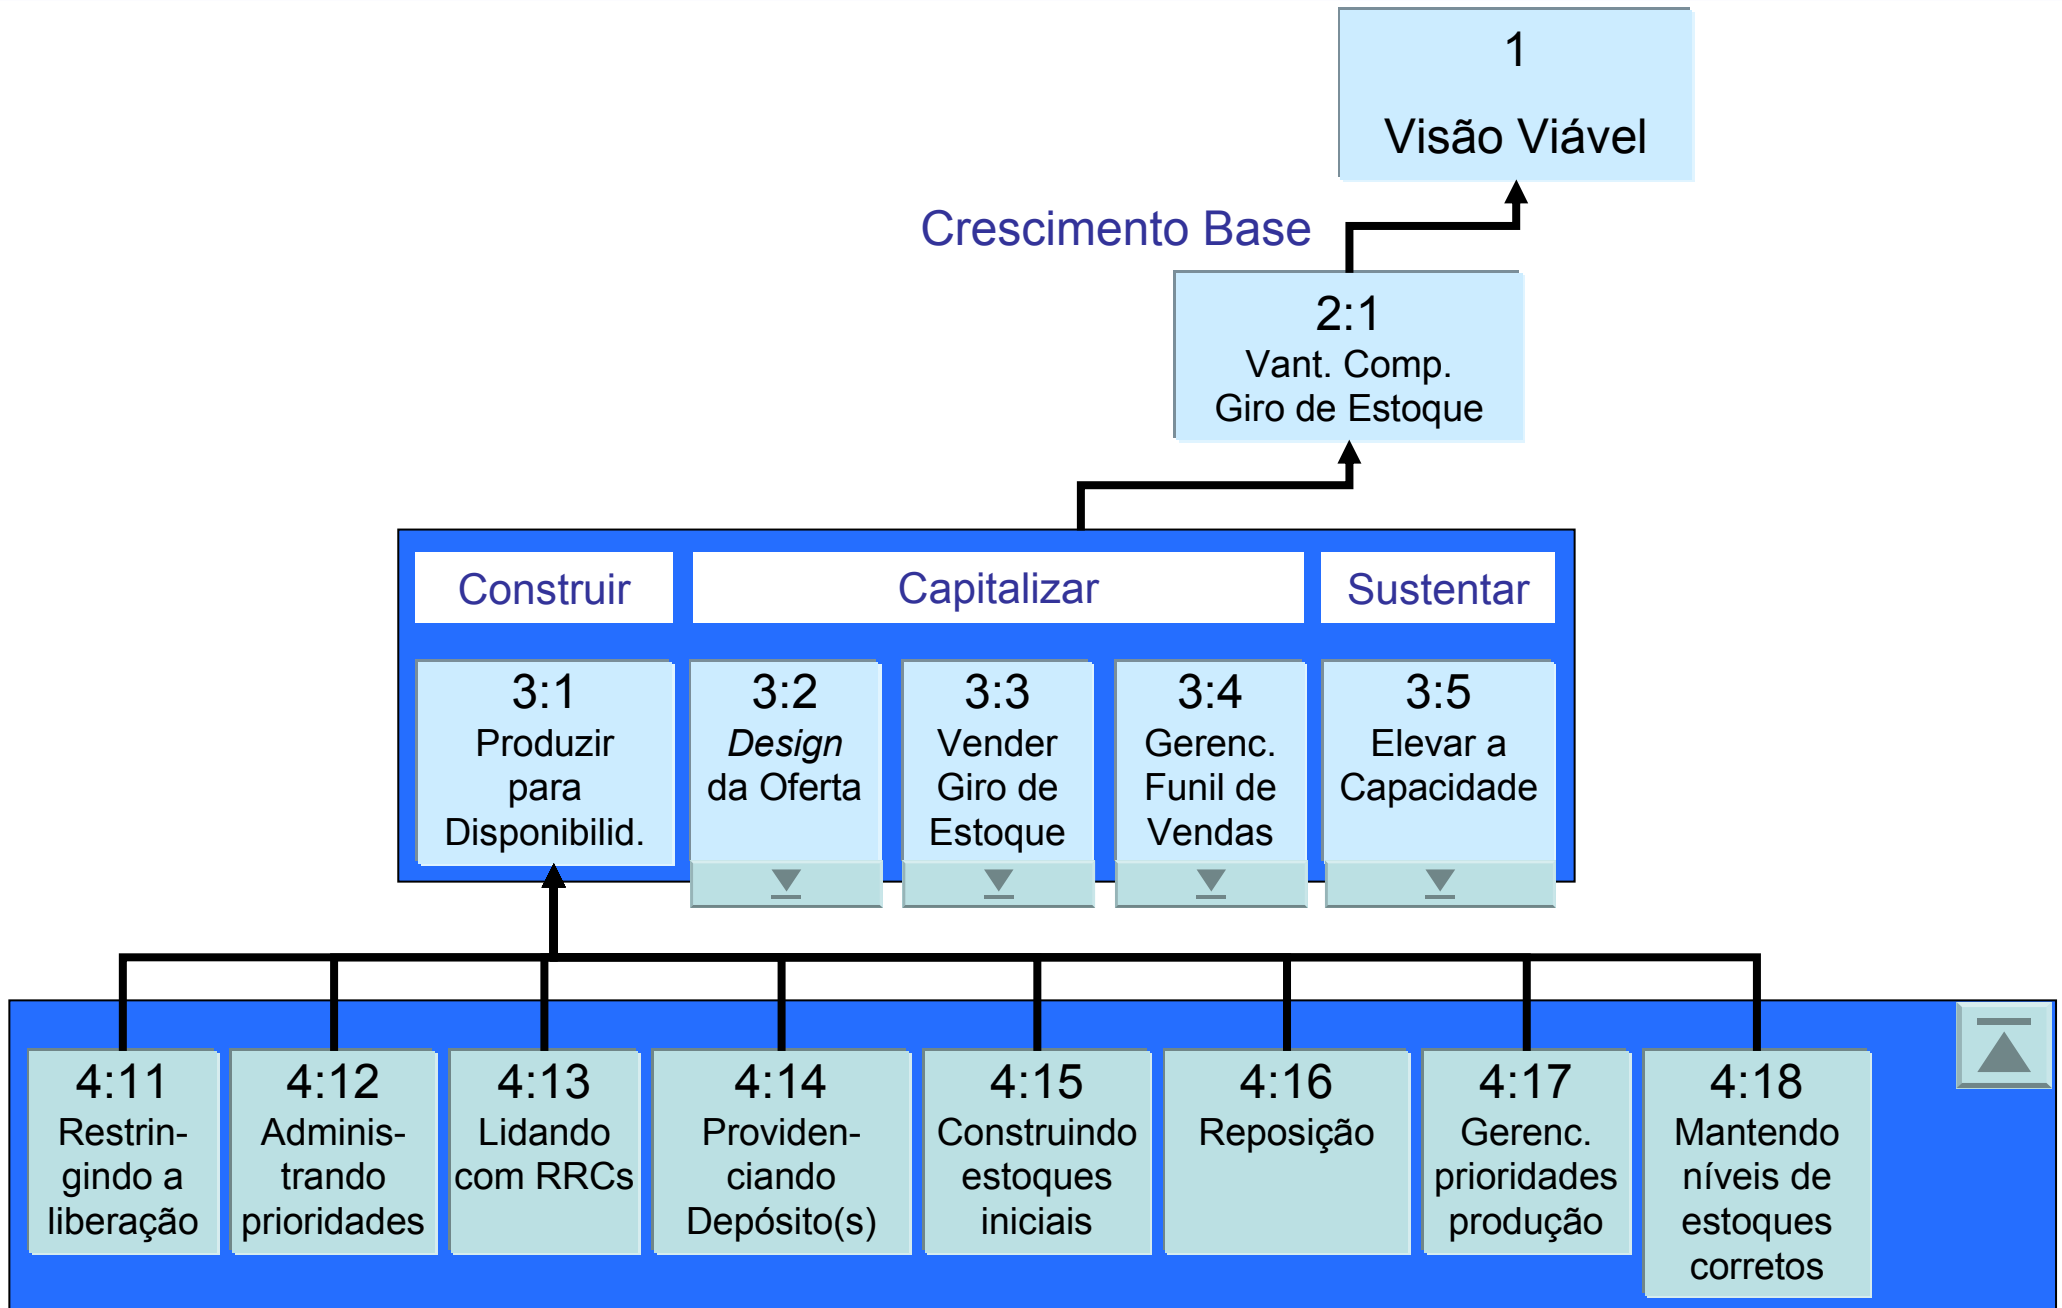 1
Visão Viável
Crescimento Base
2:1
Vant. Comp.
Giro de Estoque
Construir
Capitalizar
Sustentar
3:1
Produzir
para
Disponibilid.
3:2
Design
da Oferta
3:3
Vender
Giro de
Estoque
3:4
Gerenc.
Funil de
Vendas
3:5
Elevar a
Capacidade
4:11
Restrin-
gindo a
liberação
4:12
Adminis-
trando
prioridades
4:13
Lidando
com RRCs
4:14
Providen-
ciando
Depósito(s)
4:15
Construindo
estoques
iniciais
4:16
Reposição
4:17
Gerenc.
prioridades
produção
4:18
Mantendo
níveis de
estoques
corretos